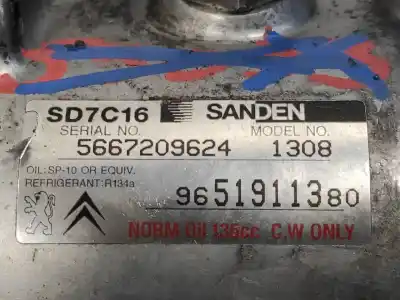 SD7C16 SANDEN
SERIAL NO. MODEL NO.
5667209624 1308
OIL:SP-10 OR EQUIV.
REFRIGERANT:R134a
9651911380
NORM Oil 135cc C.W ONLY